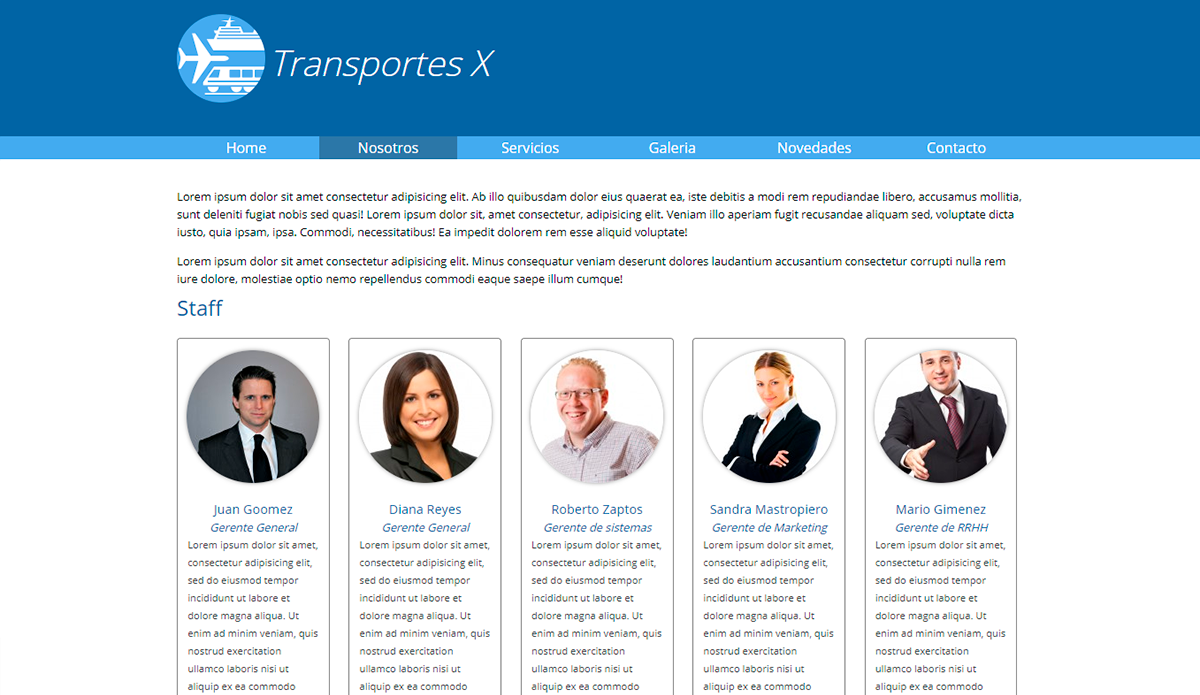 Transportes X
Home Nosotros Servicios Galeria Novedades Contacto
Lorem ipsum dolor sit amet consectetur adipisicing elit. Ab illo quibusdam dolor eius quaerat ea, iste debitis a modi rem repudiandae libero, accusamus mollitia,
sunt deleniti fugiat nobis sed quasi! Lorem ipsum dolor sit, amet consectetur, adipisicing elit. Veniam illo aperiam fugit recusandae aliquam sed, voluptate dicta
iusto, quia ipsam, ipsa. Commodi, necessitatibus! Ea impedit dolorem rem esse aliquid voluptate!
Lorem ipsum dolor sit amet consectetur adipisicing elit. Minus consequatur veniam deserunt dolores laudantium accusantium consectetur corrupti nulla rem
iure dolore, molestiae optio nemo repellendus commodi eaque saepe illum cumque!
Staff
Juan Goomez
Gerente General
Lorem ipsum dolor sit amet,
consectetur adipisicing elit,
sed do eiusmod tempor
incididunt ut labore et
dolore magna aliqua. Ut
enim ad minim veniam, quis
nostrud exercitation
ullamco laboris nisi ut
aliquip ex ea commodo
Diana Reyes
Gerente General
Lorem ipsum dolor sit amet,
consectetur adipisicing elit,
sed do eiusmod tempor
incididunt ut labore et
dolore magna aliqua. Ut
enim ad minim veniam, quis
nostrud exercitation
ullamco laboris nisi ut
aliquip ex ea commodo
Roberto Zaptos
Gerente de sistemas
Lorem ipsum dolor sit amet,
consectetur adipisicing elit,
sed do eiusmod tempor
incididunt ut labore et
dolore magna aliqua. Ut
enim ad minim veniam, quis
nostrud exercitation
ullamco laboris nisi ut
aliquip ex ea commodo
Sandra Mastropiero
Gerente de Marketing
Lorem ipsum dolor sit amet,
consectetur adipisicing elit,
sed do eiusmod tempor
incididunt ut labore et
dolore magna aliqua. Ut
enim ad minim veniam, quis
nostrud exercitation
ullamco laboris nisi ut
aliquip ex ea commodo
Mario Gimenez
Gerente de RRHH
Lorem ipsum dolor sit amet,
consectetur adipisicing elit,
sed do eiusmod tempor
incididunt ut labore et
dolore magna aliqua. Ut
enim ad minim veniam, quis
nostrud exercitation
ullamco laboris nisi ut
aliquip ex ea commodo